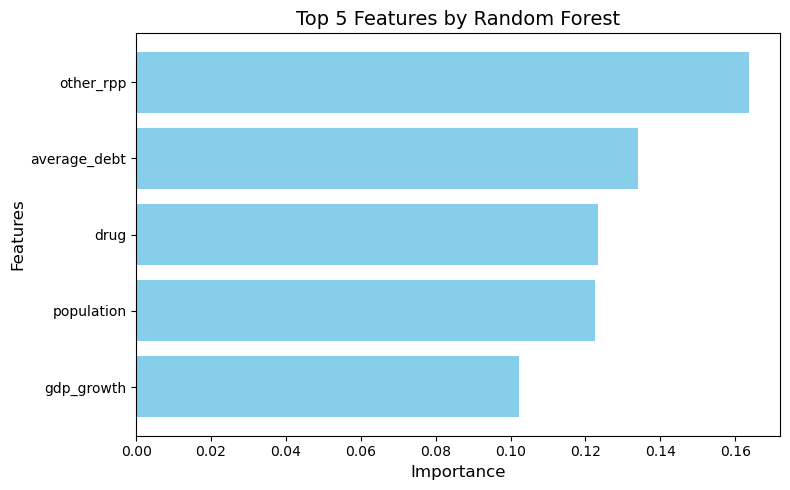 Top 5 Features by Random Forest
Features
other_rpp
average_debt
drug
population
gdp_growth
0.00 0.02 0.04 0.06 0.08 0.10 0.12 0.14 0.16
Importance